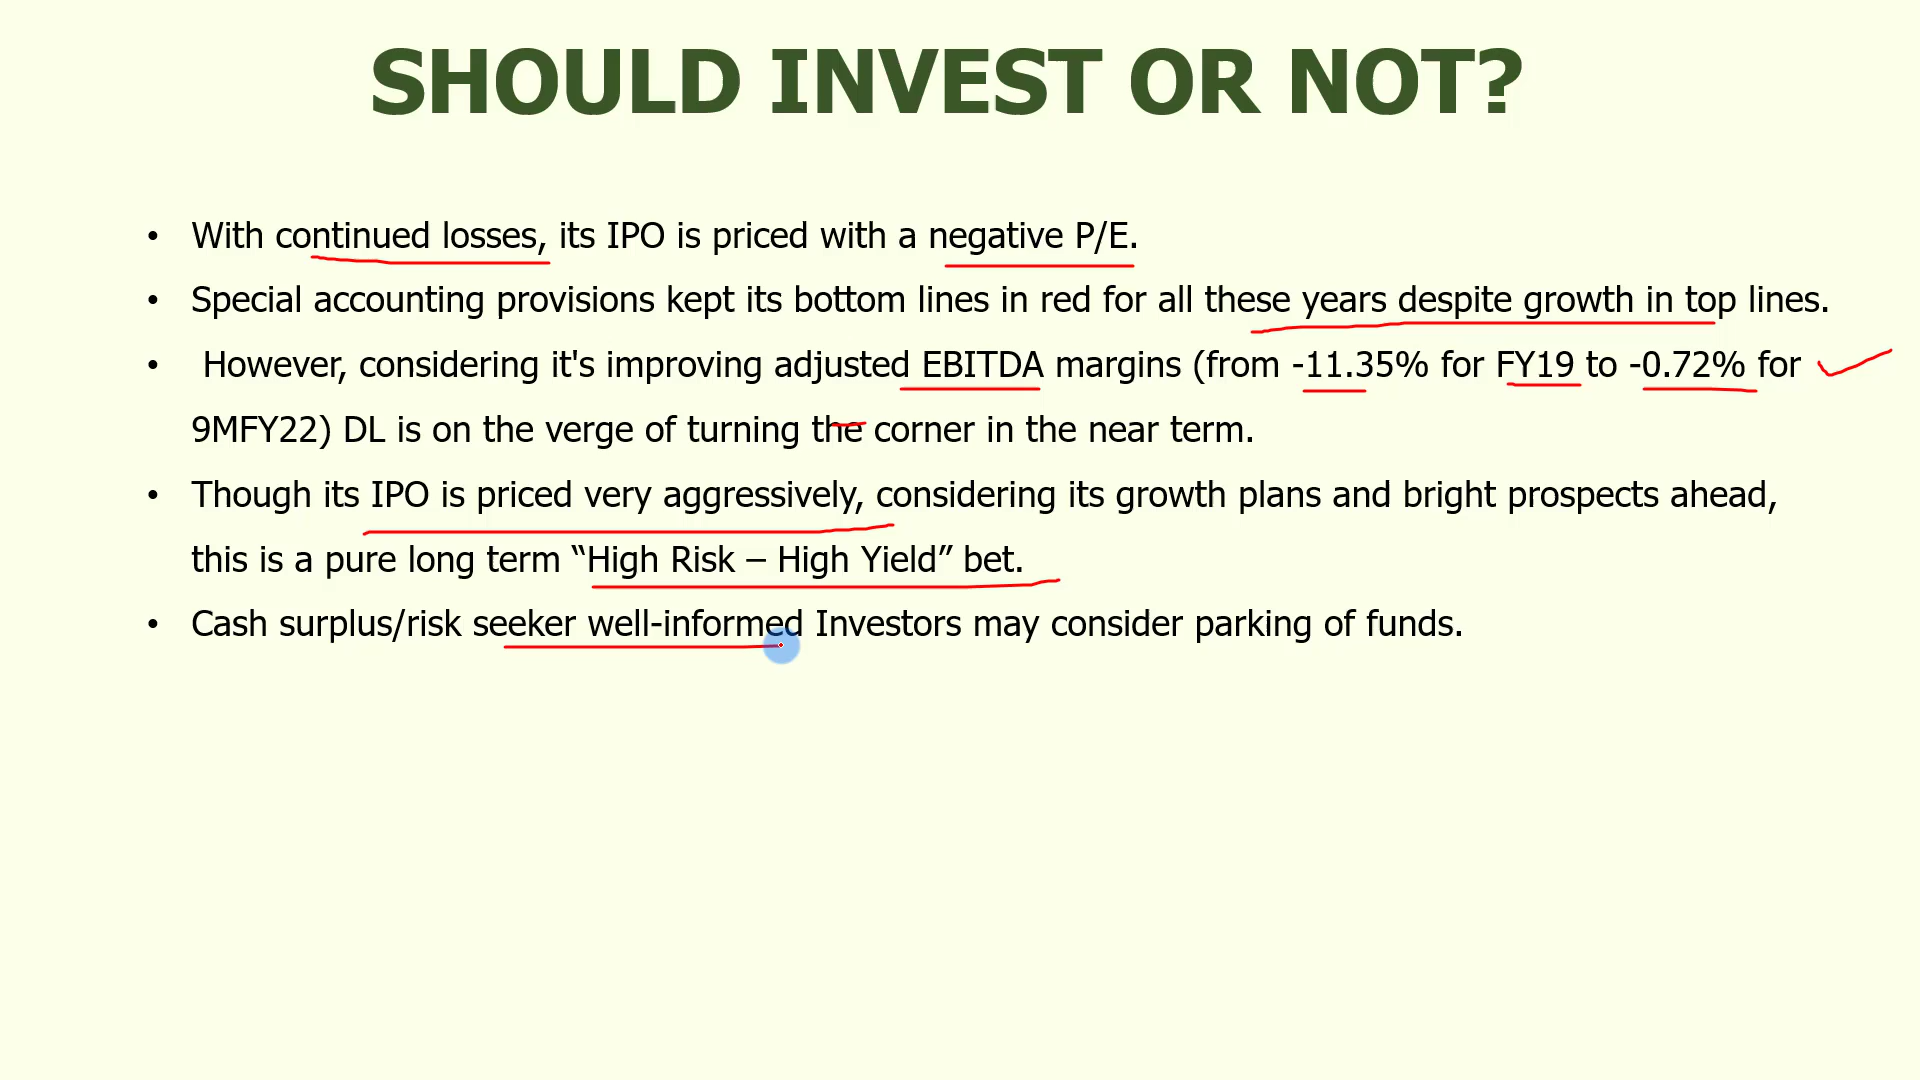 SHOULD INVEST OR NOT?
• With continued losses, its IPO is priced with a negative P/E.
• Special accounting provisions kept its bottom lines in red for all these years despite growth in top lines.
• However, considering it's improving adjusted EBITDA margins (from -11.35% for FY19 to -0.72% for
9MFY22) DL is on the verge of turning the corner in the near term.
• Though its IPO is priced very aggressively, considering its growth plans and bright prospects ahead,
this is a pure long term “High Risk – High Yield” bet.
• Cash surplus/risk seeker well-informed Investors may consider parking of funds.